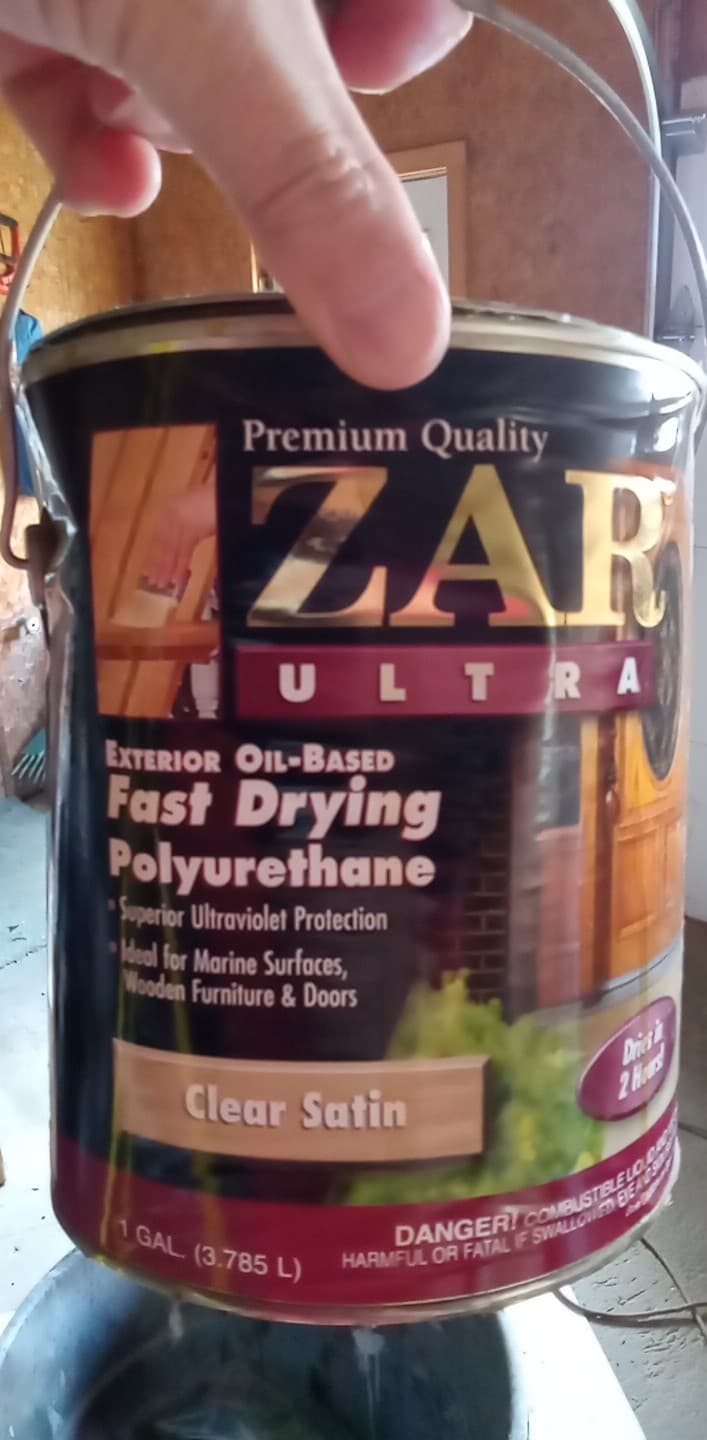 Premium Quality
ZAR
ULTRA
EXTERIOR OIL-BASED
Fast Drying
Polyurethane
• Superior Ultraviolet Protection
• Ideal for Marine Surfaces,
Wooden Furniture & Doors
Dries in
2 Hours!
Clear Satin
1 GAL. (3.785 L)
DANGER! COMBUSTIBLE LIQUID
HARMFUL OR FATAL IF SWALLOWED. EYE